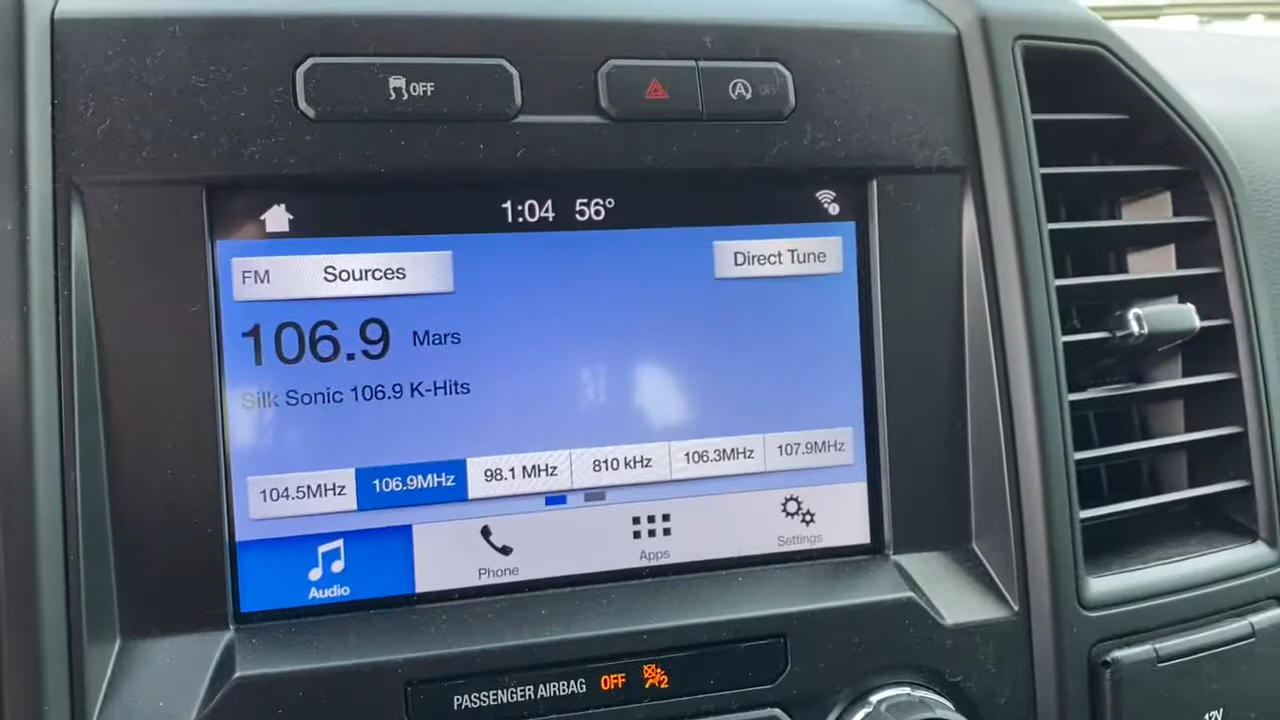 OFF
A OFF
1:04 56°
FM Sources
Direct Tune
106.9 Mars
Silk Sonic 106.9 K-Hits
104.5MHz 106.9MHz 98.1 MHz 810 kHz 106.3MHz 107.9MHz
Audio Phone Apps Settings
PASSENGER AIRBAG OFF 2
12V